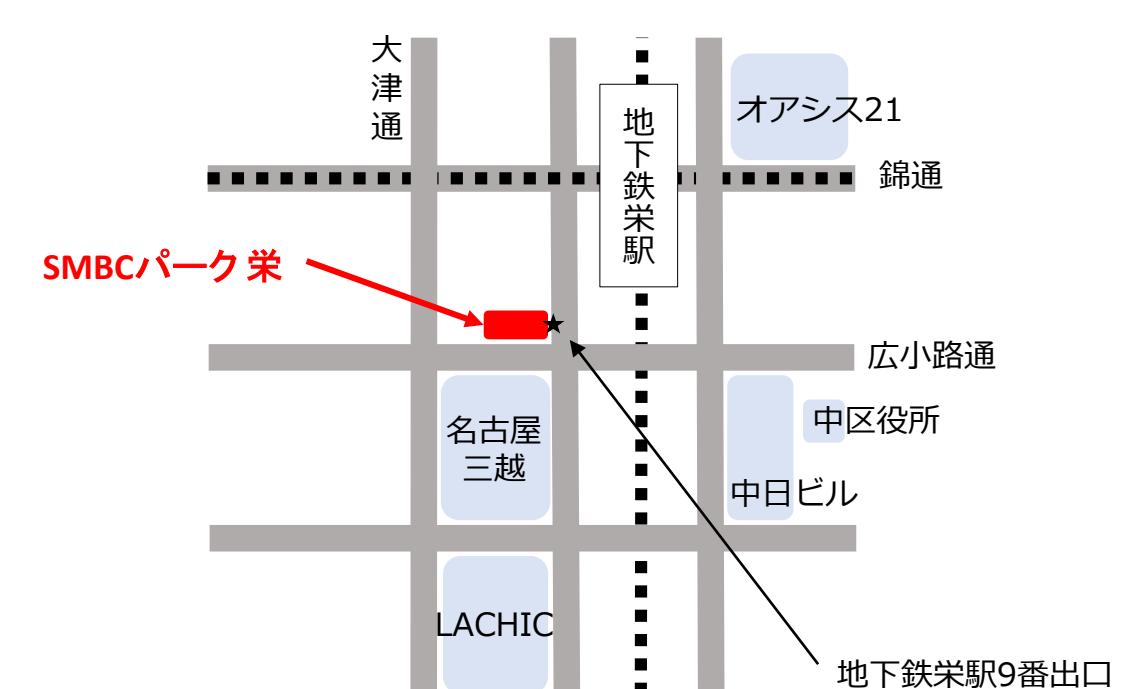 大津通
地下鉄栄駅
オアシス21
錦通
SMBCパーク 栄
広小路通
名古屋
三越
中区役所
中日ビル
LACHIC
地下鉄栄駅9番出口